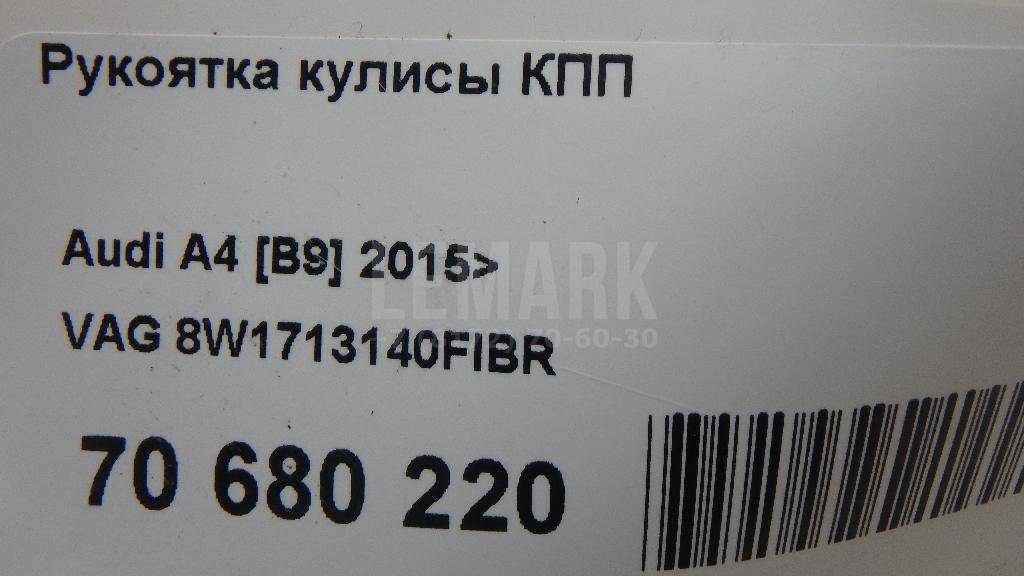 Рукоятка кулисы КПП
Audi A4 [B9] 2015>
LEMARK
VAG 8W1713140FIBR
70 680 220